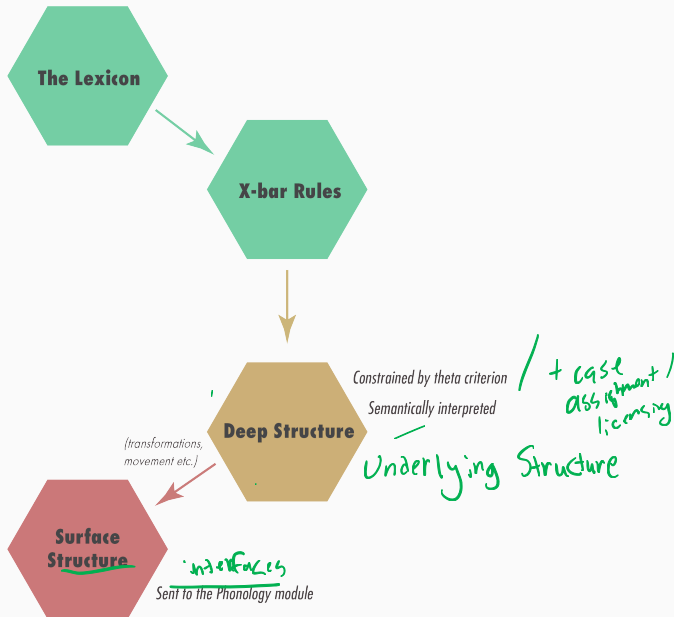 The Lexicon
X-bar Rules
Constrained by theta criterion
+ case
assignment /
licensing
Semantically interpreted
Deep Structure
Underlying Structure
(transformations,
movement etc.)
Surface
Structure
interfaces
Sent to the Phonology module